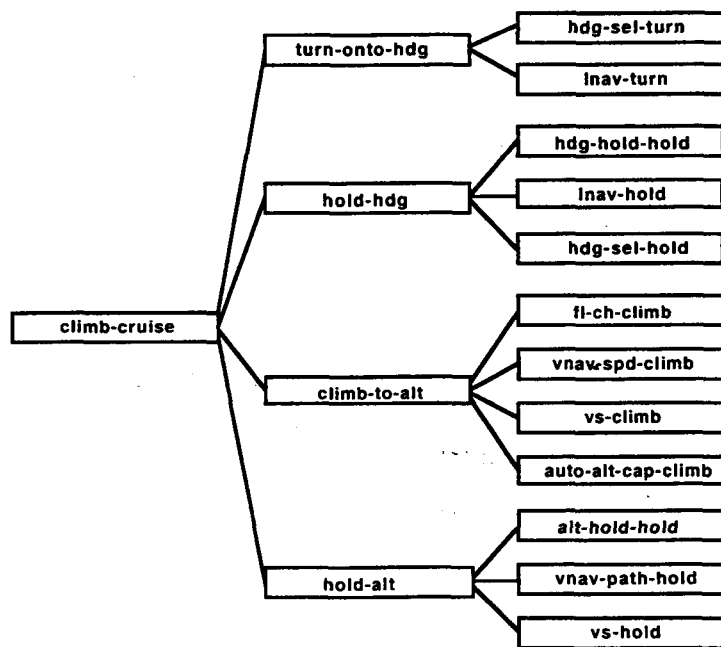 hdg-sel-turn
turn-onto-hdg
lnav-turn
hdg-hold-hold
hold-hdg
lnav-hold
hdg-sel-hold
fl-ch-climb
climb-cruise
vnav-spd-climb
climb-to-alt
vs-climb
auto-alt-cap-climb
alt-hold-hold
hold-alt
vnav-path-hold
vs-hold